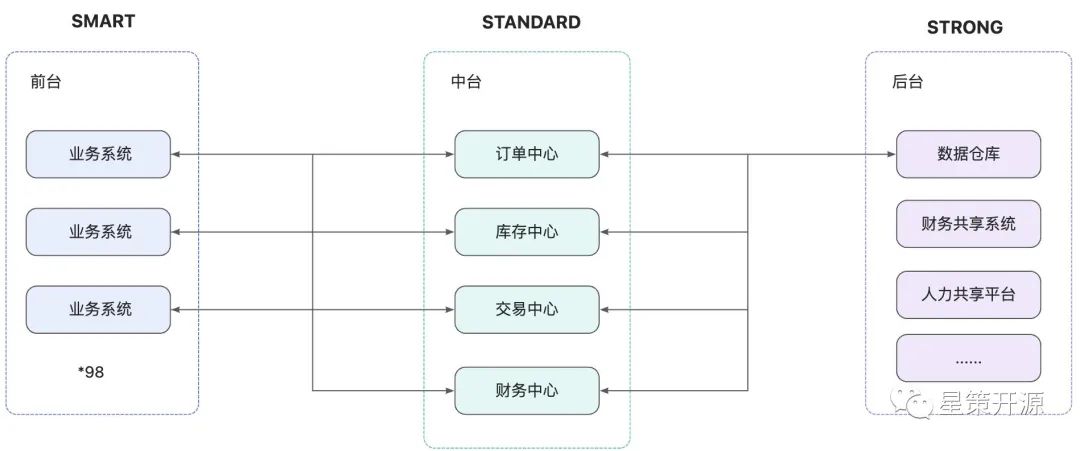 SMART
STANDARD
STRONG
前台
业务系统
业务系统
业务系统
*98
中台
订单中心
库存中心
交易中心
财务中心
后台
数据仓库
财务共享系统
人力共享平台
......
星策开源